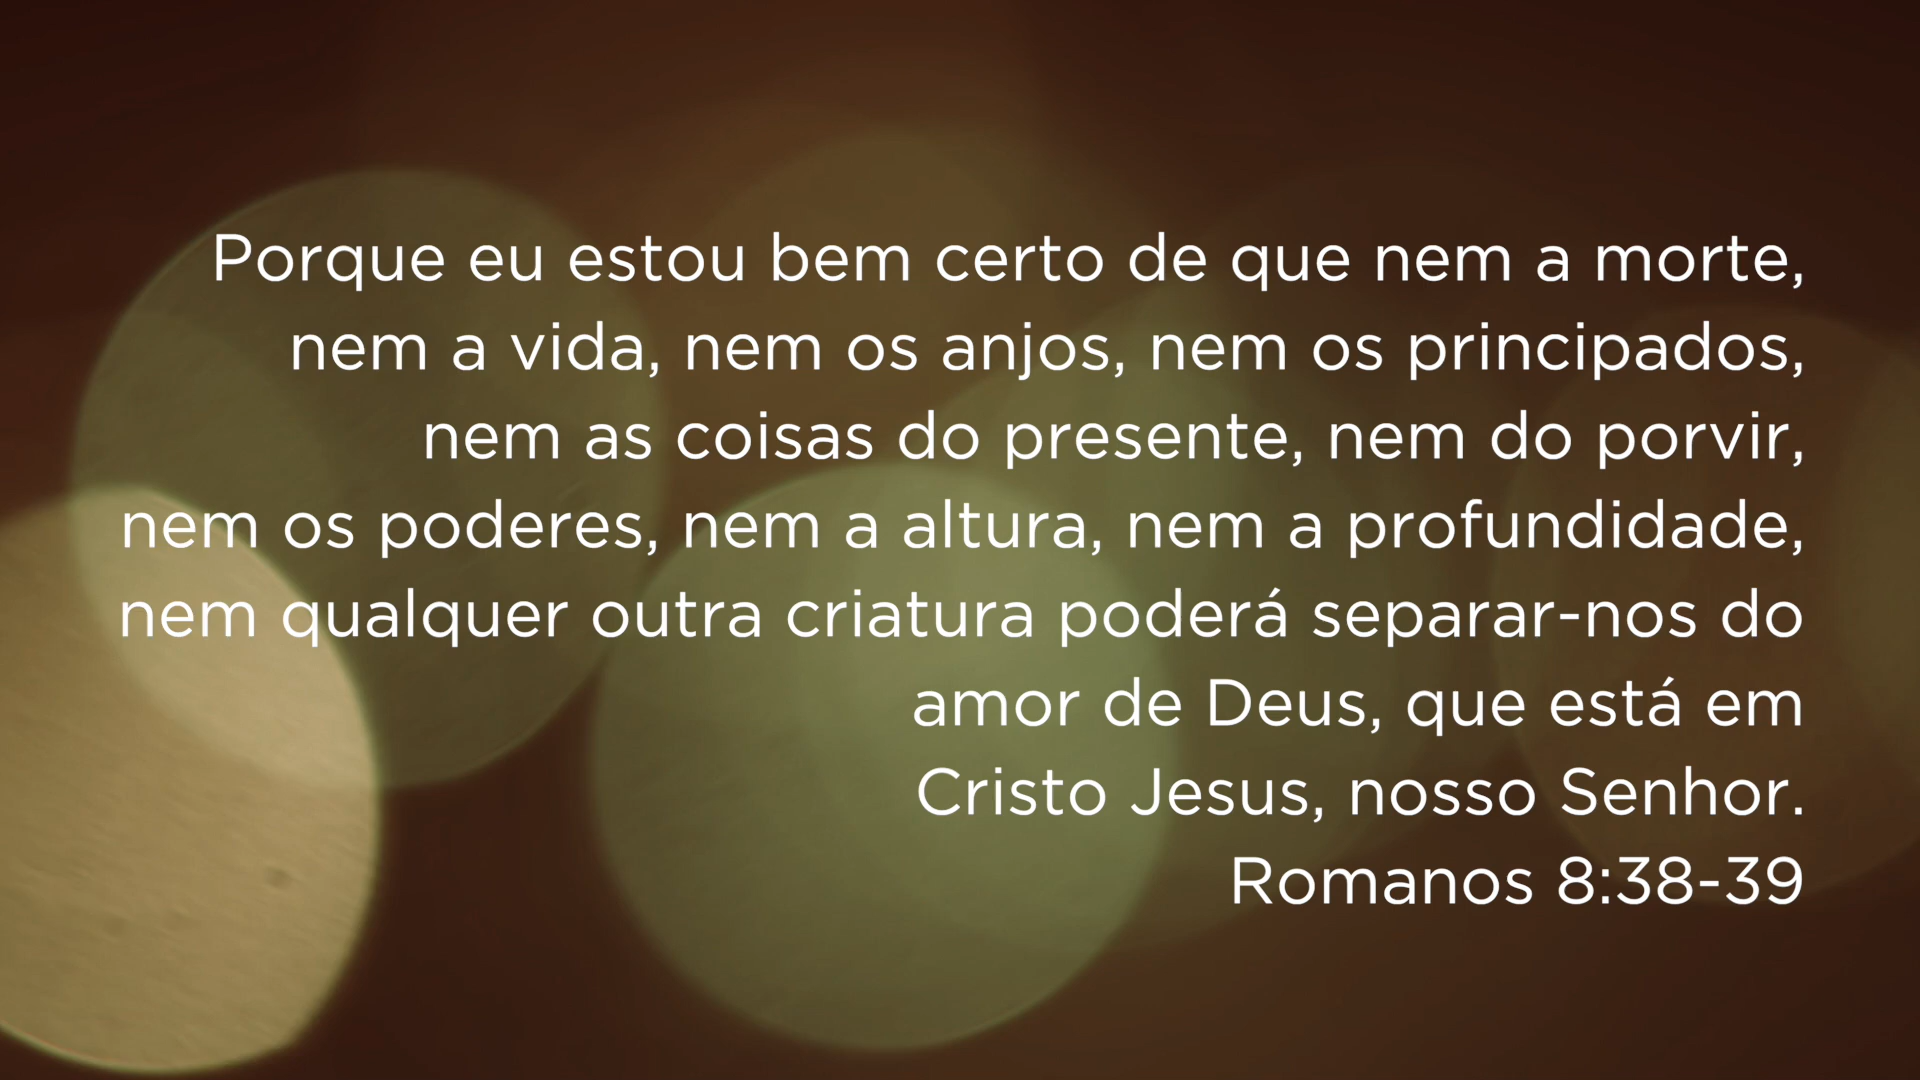 Porque eu estou bem certo de que nem a morte,
nem a vida, nem os anjos, nem os principados,
nem as coisas do presente, nem do porvir,
nem os poderes, nem a altura, nem a profundidade,
nem qualquer outra criatura poderá separar-nos do
amor de Deus, que está em
Cristo Jesus, nosso Senhor.
Romanos 8:38-39